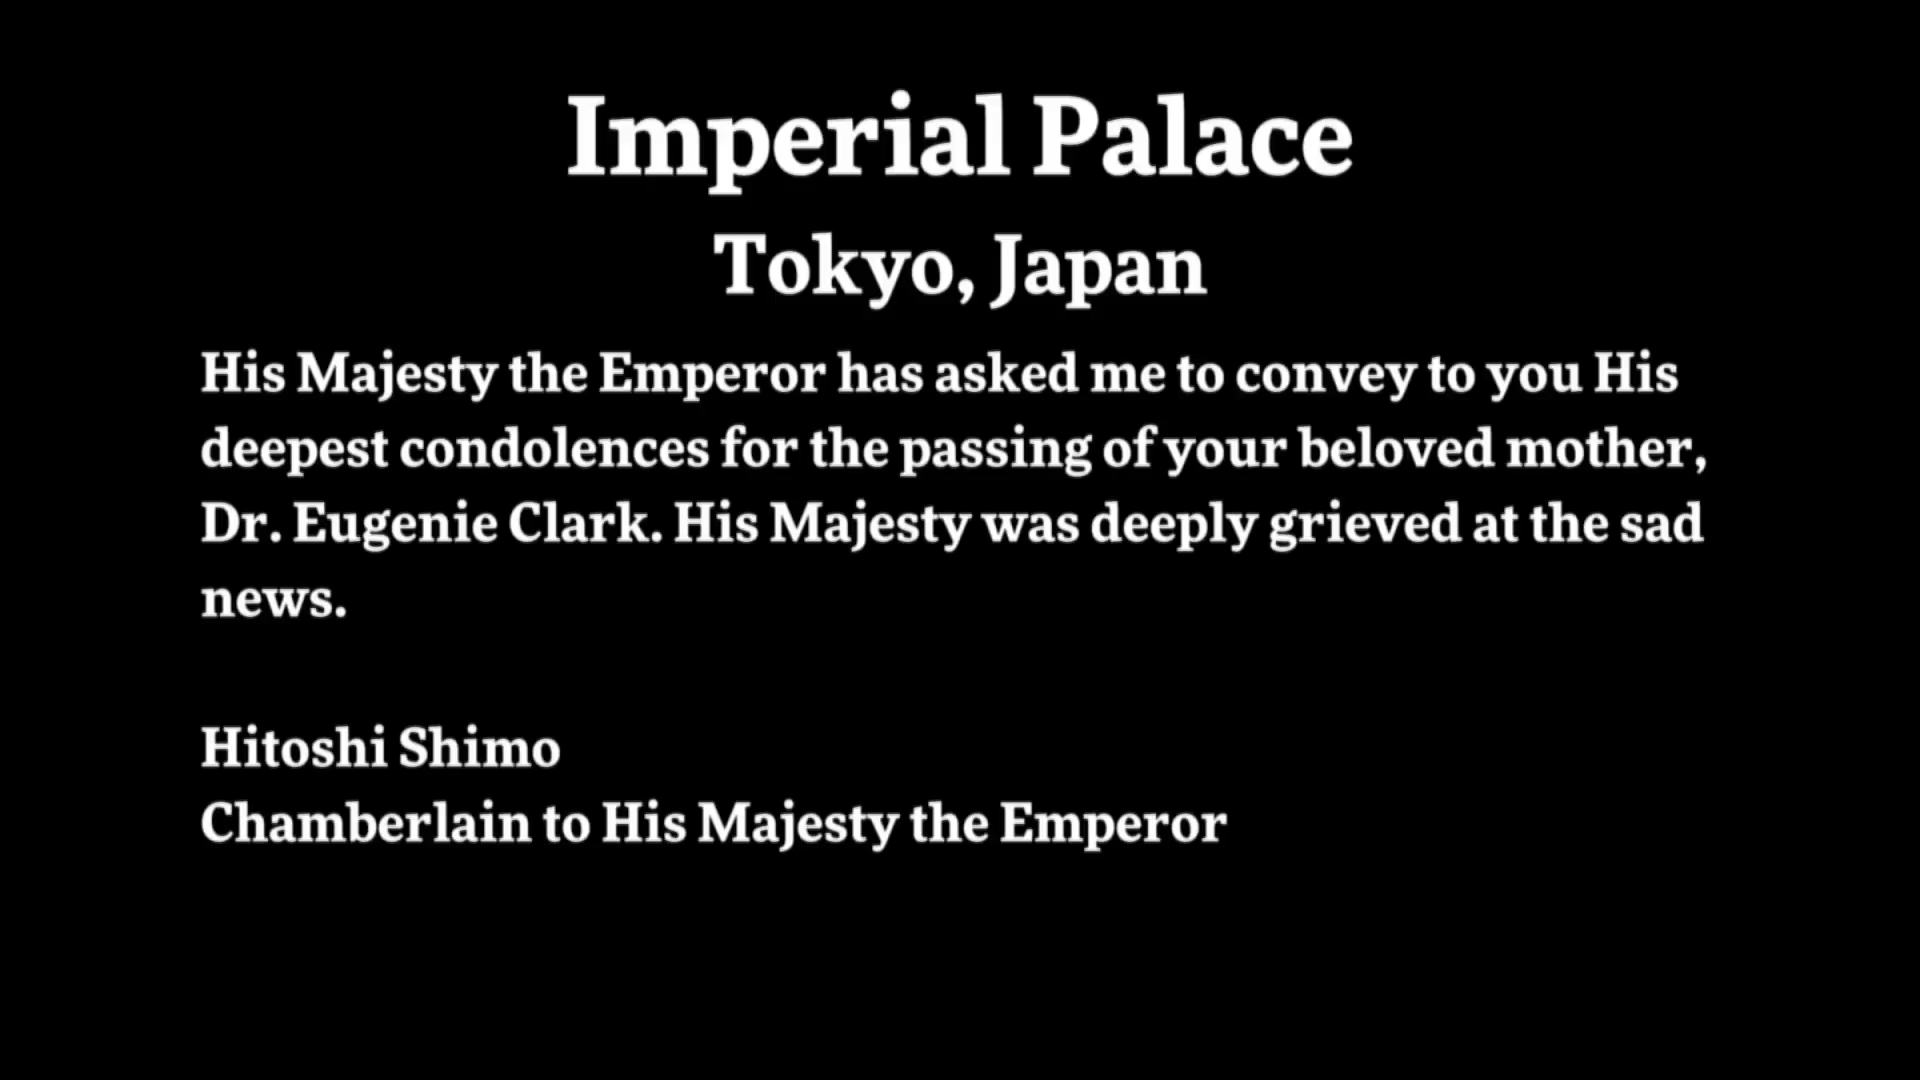 Imperial Palace
Tokyo, Japan
His Majesty the Emperor has asked me to convey to you His
deepest condolences for the passing of your beloved mother,
Dr. Eugenie Clark. His Majesty was deeply grieved at the sad
news.
Hitoshi Shimo
Chamberlain to His Majesty the Emperor